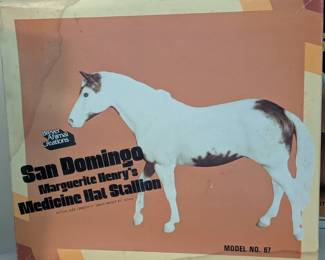 Breyer
Animal
Creations
San Domingo
Marguerite Henry's
Medicine Hat Stallion
MODEL NO. 67